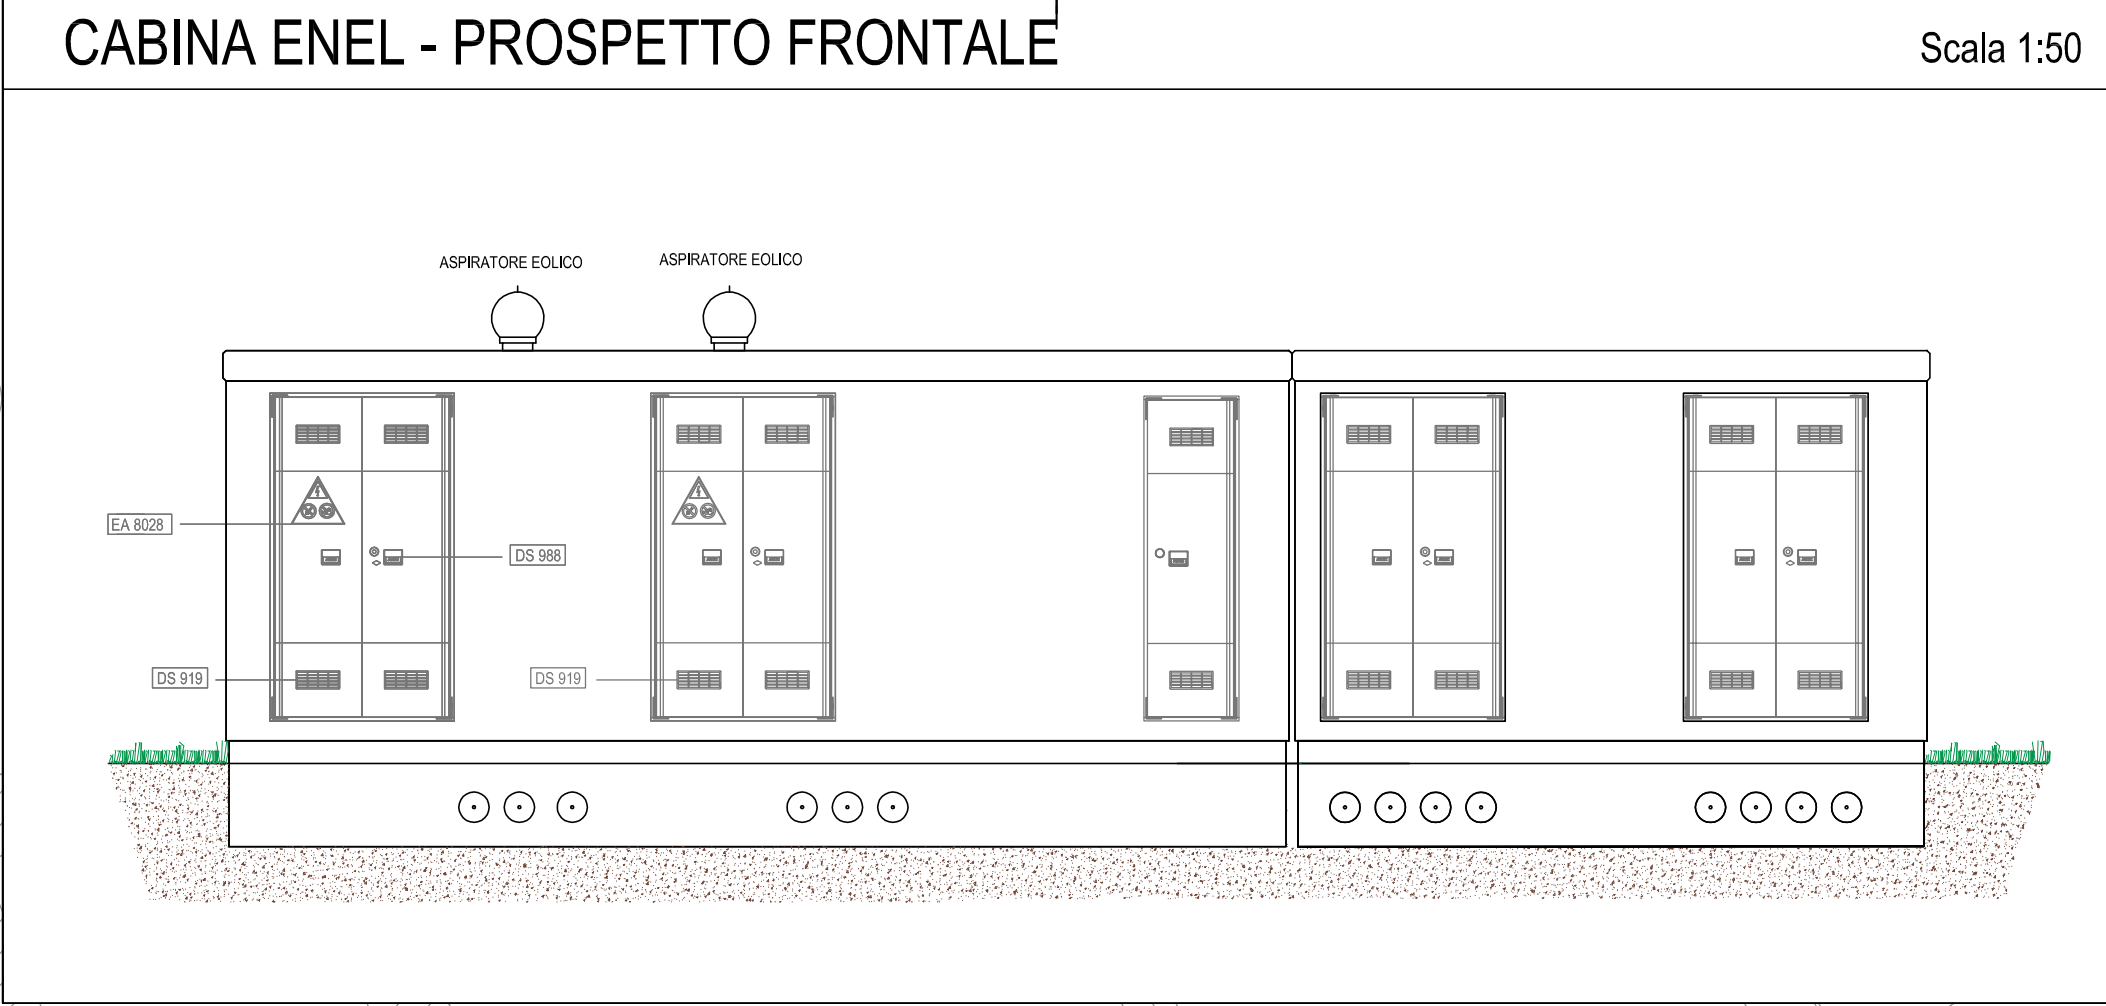 CABINA ENEL - PROSPETTO FRONTALE
Scala 1:50
ASPIRATORE EOLICO
ASPIRATORE EOLICO
EA 8028
DS 988
DS 919
DS 919